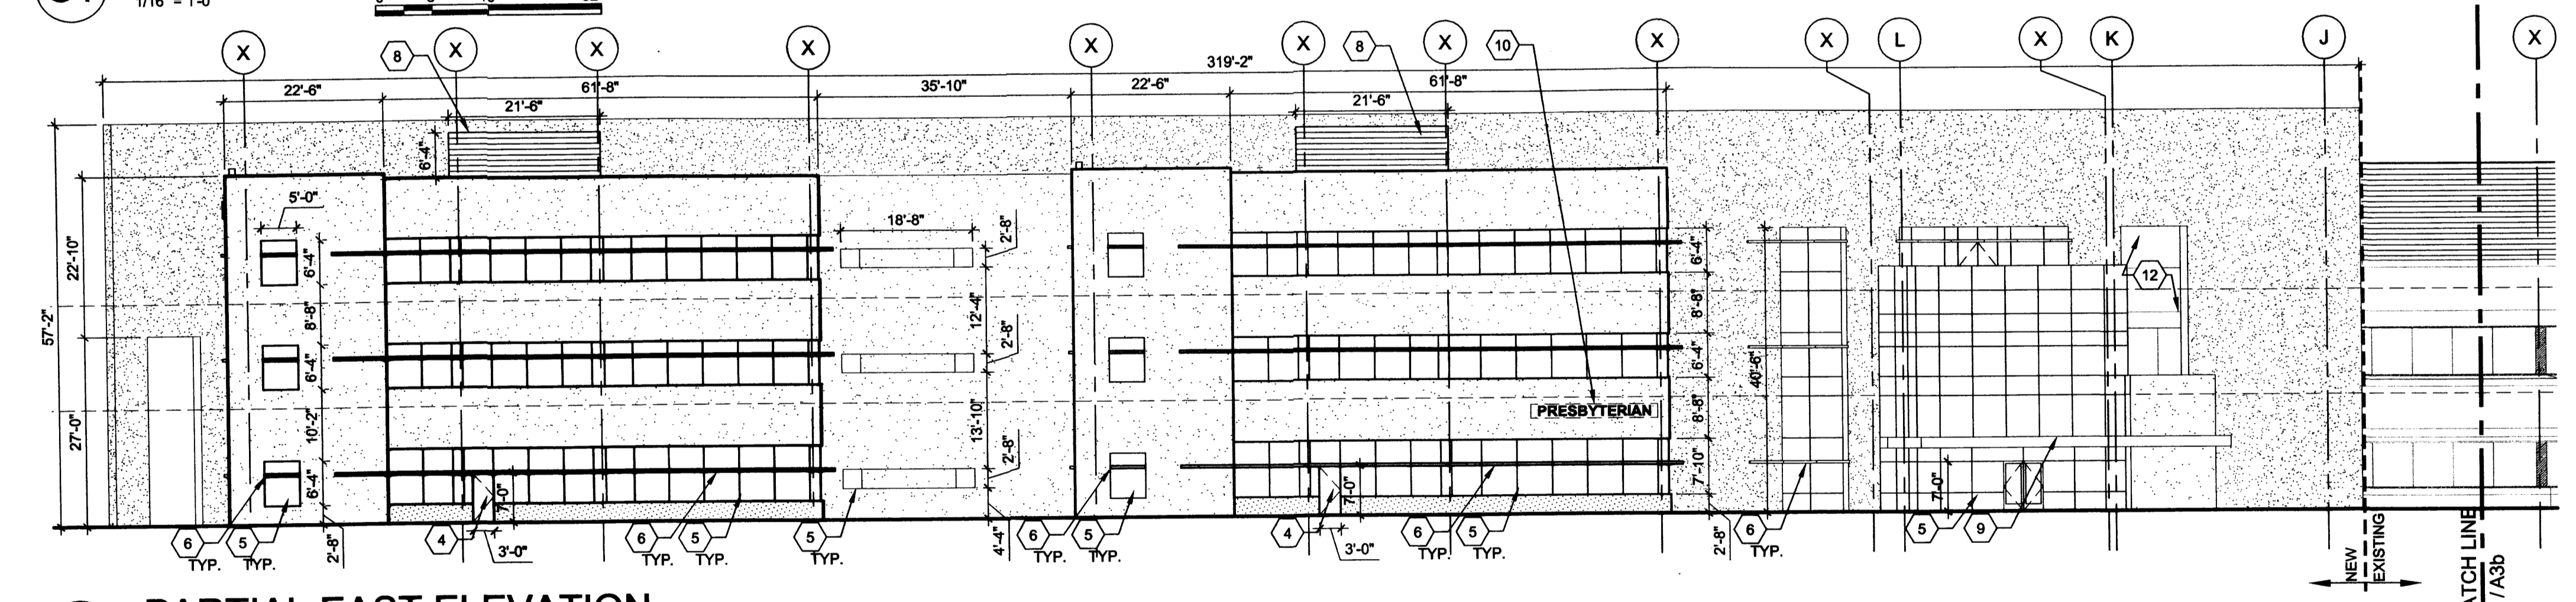 1/16" = 1'-0"
X
X
X
X
X
X
X
X
X
L
X
K
J
X
8
8
10
319'-2"
22'-6"
61'-8"
35'-10"
22'-6"
61'-8"
21'-6"
21'-6"
6'-4"
5'-0"
18'-8"
2'-8"
22'-10"
6'-4"
6'-4"
12
57'-2"
8'-8"
12'-4"
2'-8"
8'-8"
6'-4"
6'-4"
40'-6"
27'-0"
10'-2"
13'-10"
PRESBYTERIAN
8'-8"
2'-8"
6'-4"
7'-0"
7'-0"
7'-10"
7'-0"
6
TYP.
5
TYP.
2'-8"
4
3'-0"
6
TYP.
5
TYP.
5
TYP.
4'-4"
6
TYP.
5
TYP.
4
3'-0"
6
TYP.
5
TYP.
2'-8"
6
TYP.
5
9
NEW
EXISTING
ATCH LINE
/ A3b
PARTIAL EAST ELEVATION